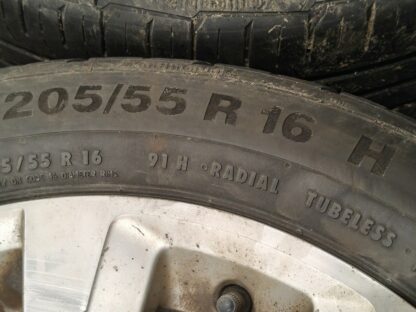 205/55 R 16 H
5/55 R 16 91 H •RADIAL TUBELESS